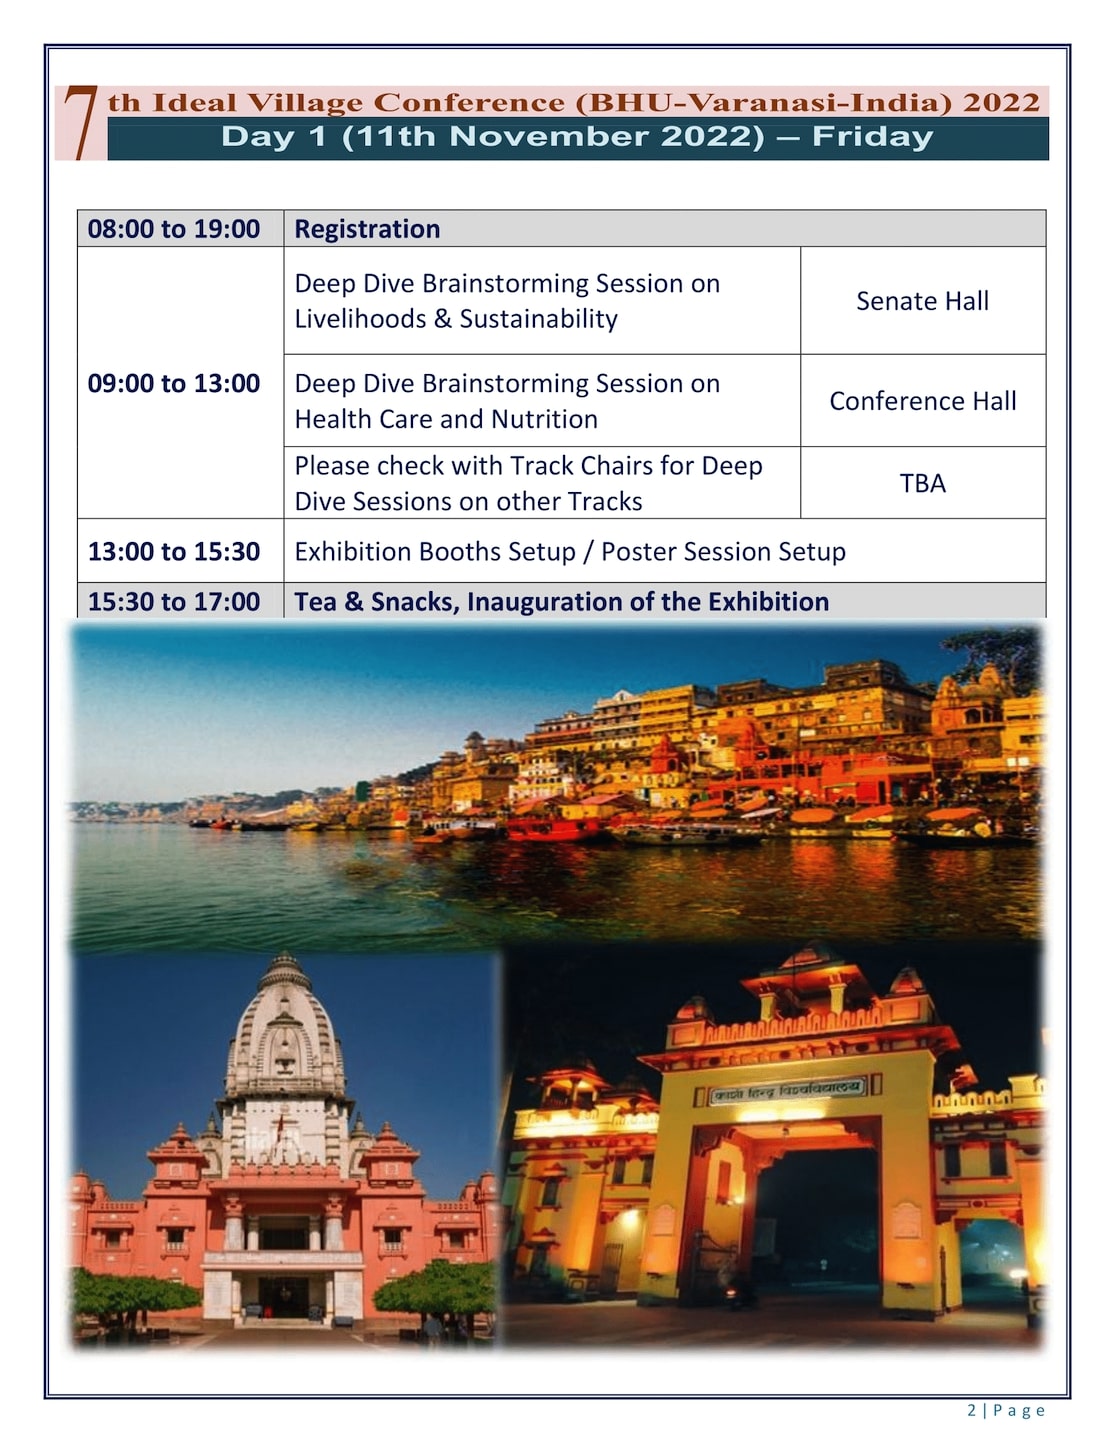 7th Ideal Village Conference (BHU-Varanasi-India) 2022
Day 1 (11th November 2022) – Friday
08:00 to 19:00 Registration
Deep Dive Brainstorming Session on
Livelihoods & Sustainability
Senate Hall
09:00 to 13:00
Deep Dive Brainstorming Session on
Health Care and Nutrition
Conference Hall
Please check with Track Chairs for Deep
Dive Sessions on other Tracks
TBA
13:00 to 15:30 Exhibition Booths Setup / Poster Session Setup
15:30 to 17:00 Tea & Snacks, Inauguration of the Exhibition
काशी हिन्दू विश्वविद्यालय
2 | Page